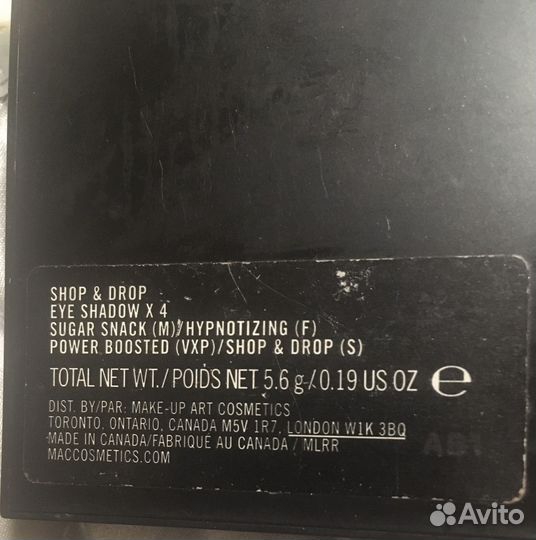 SHOP & DROP
EYE SHADOW X 4
SUGAR SNACK (M)/HYPNOTIZING (F)
POWER BOOSTED (VXP)/SHOP & DROP (S)
TOTAL NET WT./POIDS NET 5.6 g/0.19 US OZ ℮
DIST. BY/PAR: MAKE-UP ART COSMETICS
TORONTO, ONTARIO, CANADA M5V 1R7, LONDON W1K 3BQ
MADE IN CANADA/FABRIQUÉ AU CANADA / MLRR
MACCOSMETICS.COM
Avito